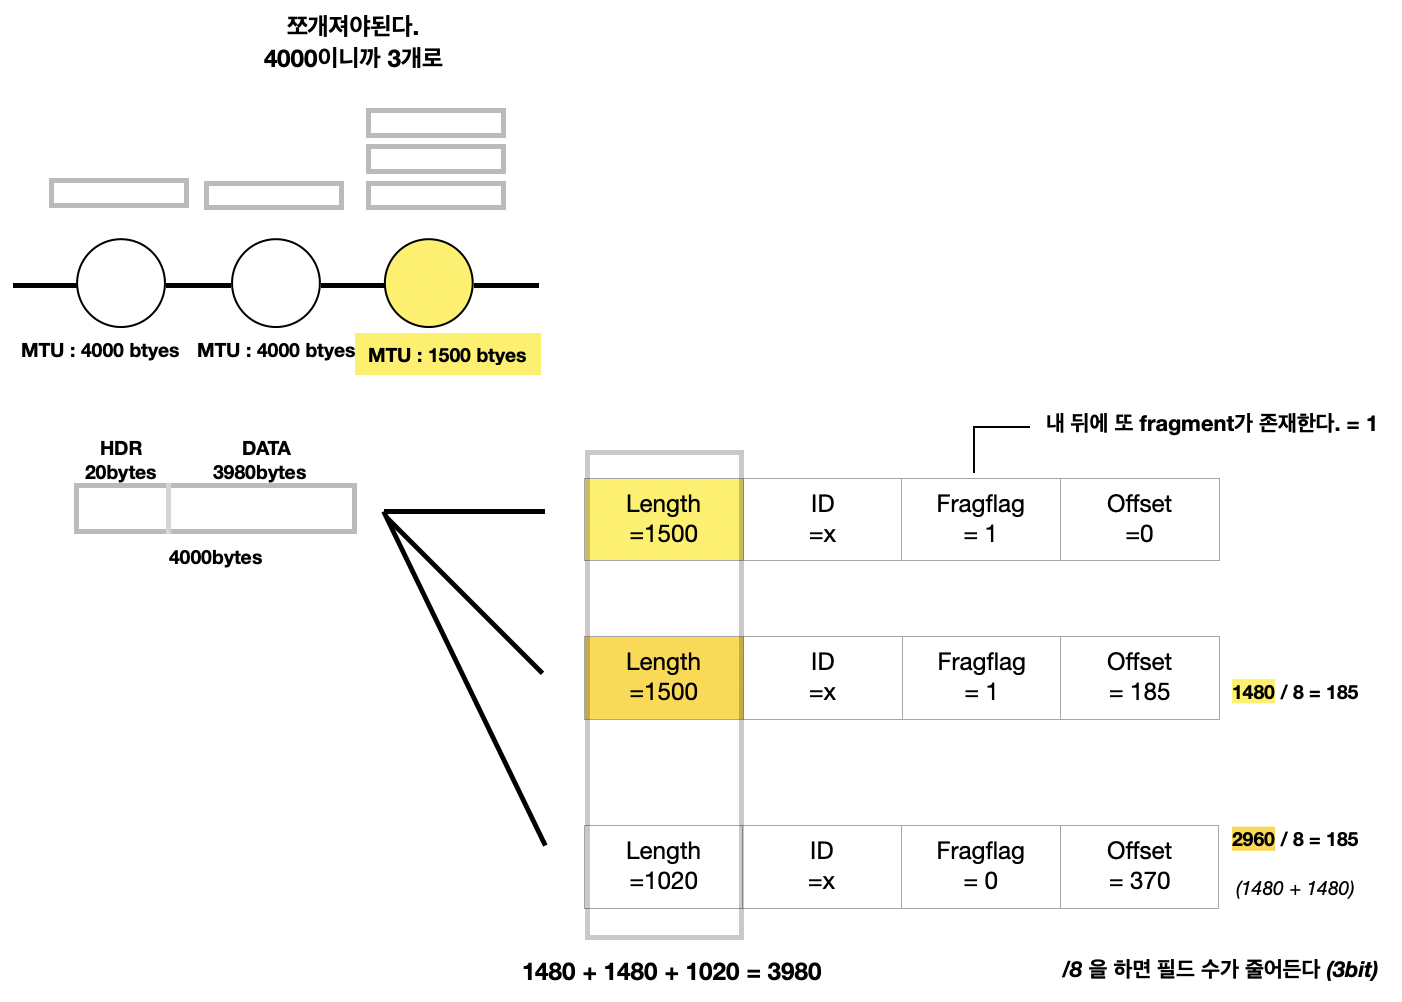 쪼개져야된다.
4000이니까 3개로
MTU : 4000 btyes
MTU : 4000 btyes
MTU : 1500 btyes
HDR
20bytes
DATA
3980bytes
4000bytes
내 뒤에 또 fragment가 존재한다. = 1
Length
=1500
ID
=x
Fragflag
= 1
Offset
=0
Length
=1500
ID
=x
Fragflag
= 1
Offset
= 185
1480 / 8 = 185
Length
=1020
ID
=x
Fragflag
= 0
Offset
= 370
2960 / 8 = 185
(1480 + 1480)
1480 + 1480 + 1020 = 3980
/8 을 하면 필드 수가 줄어든다 (3bit)